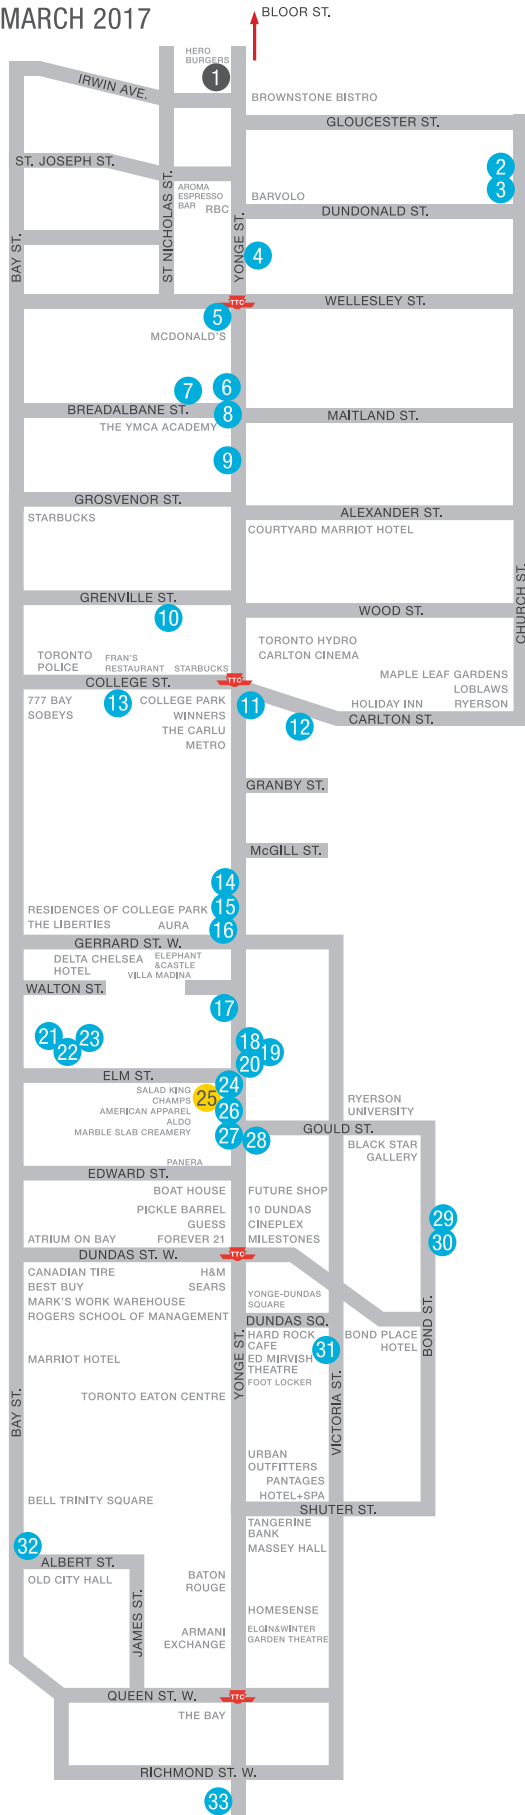 MARCH 2017
BLOOR ST.
HERO
BURGERS
1
IRWIN AVE.
BROWNSTONE BISTRO
GLOUCESTER ST.
ST. JOSEPH ST.
2
3
AROMA
ESPRESSO
BAR
RBC
BARVOLO
DUNDONALD ST.
ST NICHOLAS ST.
YONGE ST.
BAY ST.
4
TTC
WELLESLEY ST.
5
MCDONALD'S
7
6
BREADALBANE ST.
8
MAITLAND ST.
THE YMCA ACADEMY
9
GROSVENOR ST.
STARBUCKS
ALEXANDER ST.
COURTYARD MARRIOT HOTEL
CHURCH ST.
GRENVILLE ST.
10
WOOD ST.
TORONTO HYDRO
CARLTON CINEMA
TORONTO
POLICE
FRAN'S
RESTAURANT
STARBUCKS
TTC
COLLEGE ST.
MAPLE LEAF GARDENS
LOBLAWS
HOLIDAY INN
RYERSON
777 BAY
SOBEYS
13
COLLEGE PARK
WINNERS
THE CARLU
METRO
11
12
CARLTON ST.
GRANBY ST.
McGILL ST.
14
RESIDENCES OF COLLEGE PARK
15
THE LIBERTIES
AURA
16
GERRARD ST. W.
DELTA CHELSEA
HOTEL
ELEPHANT
&CASTLE
VILLA MADINA
WALTON ST.
17
21
22
23
18
19
20
ELM ST.
24
SALAD KING
CHAMPS
AMERICAN APPAREL
ALDO
MARBLE SLAB CREAMERY
25
26
27
28
RYERSON
UNIVERSITY
GOULD ST.
BLACK STAR
GALLERY
PANERA
EDWARD ST.
BOAT HOUSE
PICKLE BARREL
GUESS
ATRIUM ON BAY
FOREVER 21
FUTURE SHOP
10 DUNDAS
CINEPLEX
MILESTONES
29
30
DUNDAS ST. W.
TTC
CANADIAN TIRE
H&M
BEST BUY
SEARS
MARK'S WORK WAREHOUSE
ROGERS SCHOOL OF MANAGEMENT
YONGE-DUNDAS
SQUARE
DUNDAS SQ.
HARD ROCK
CAFE
ED MIRVISH
THEATRE
FOOT LOCKER
31
BOND PLACE
HOTEL
BOND ST.
MARRIOT HOTEL
TORONTO EATON CENTRE
YONGE ST.
VICTORIA ST.
BAY ST.
URBAN
OUTFITTERS
PANTAGES
HOTEL+SPA
BELL TRINITY SQUARE
SHUTER ST.
TANGERINE
BANK
MASSEY HALL
32
ALBERT ST.
OLD CITY HALL
BATON
ROUGE
JAMES ST.
HOMESENSE
ARMANI
EXCHANGE
ELGIN&WINTER
GARDEN THEATRE
QUEEN ST. W.
TTC
THE BAY
RICHMOND ST. W.
33